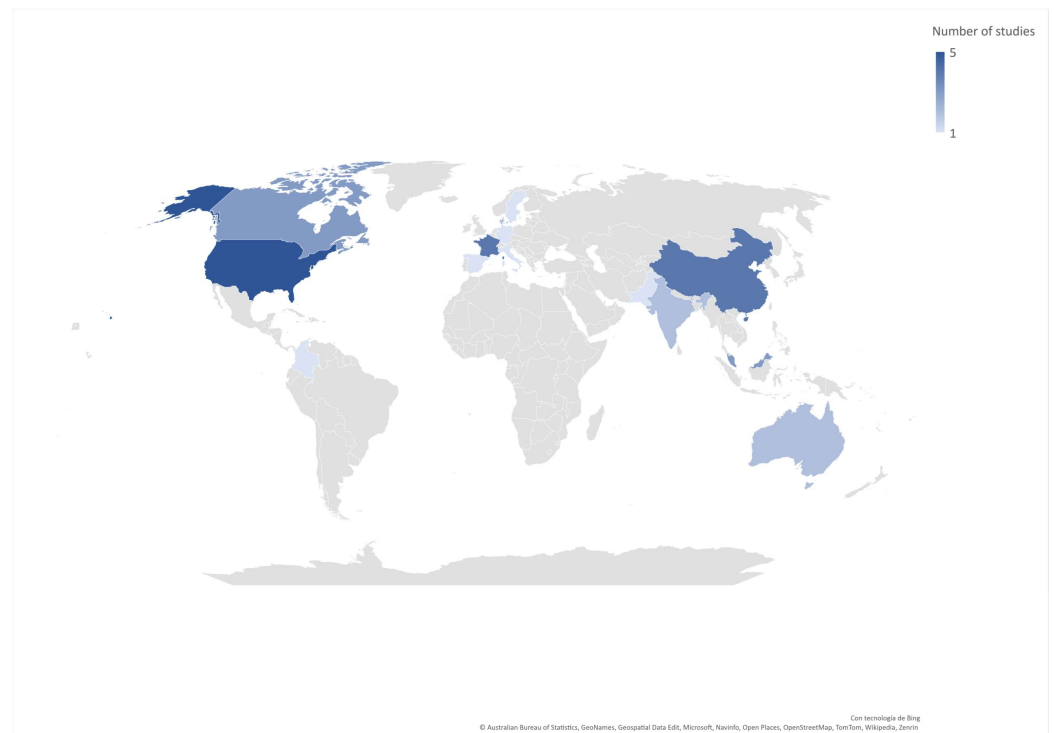 Number of studies
5
1
Con tecnología de Bing
© Australian Bureau of Statistics, GeoNames, Geospatial Data Edit, Microsoft, Navinfo, Open Places, OpenStreetMap, TomTom, Wikipedia, Zenrin